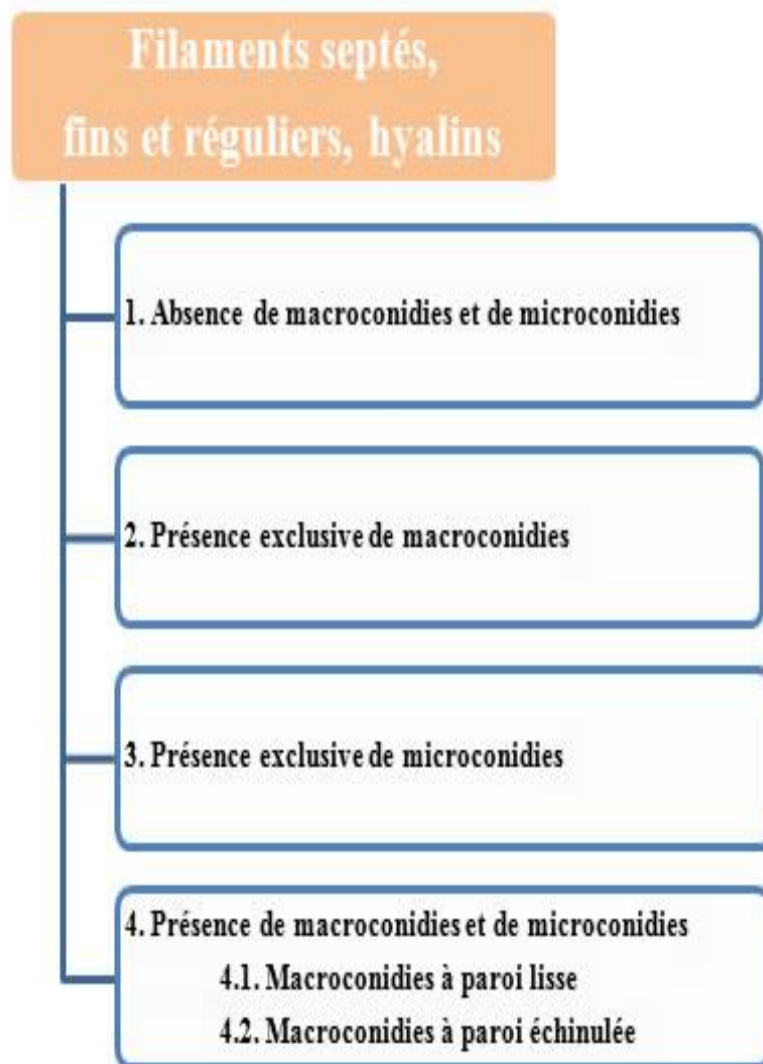 Filaments septés,
fins et réguliers, hyalins
1. Absence de macroconidies et de microconidies
2. Présence exclusive de macroconidies
3. Présence exclusive de microconidies
4. Présence de macroconidies et de microconidies
4.1. Macroconidies à paroi lisse
4.2. Macroconidies à paroi échinulée